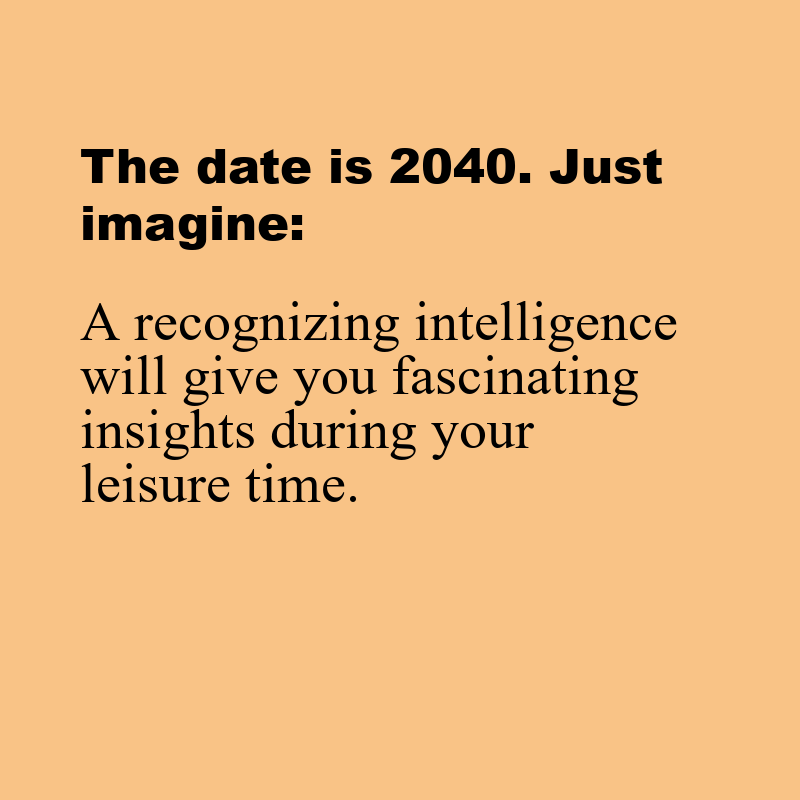 The date is 2040. Just
imagine:
A recognizing intelligence
will give you fascinating
insights during your
leisure time.